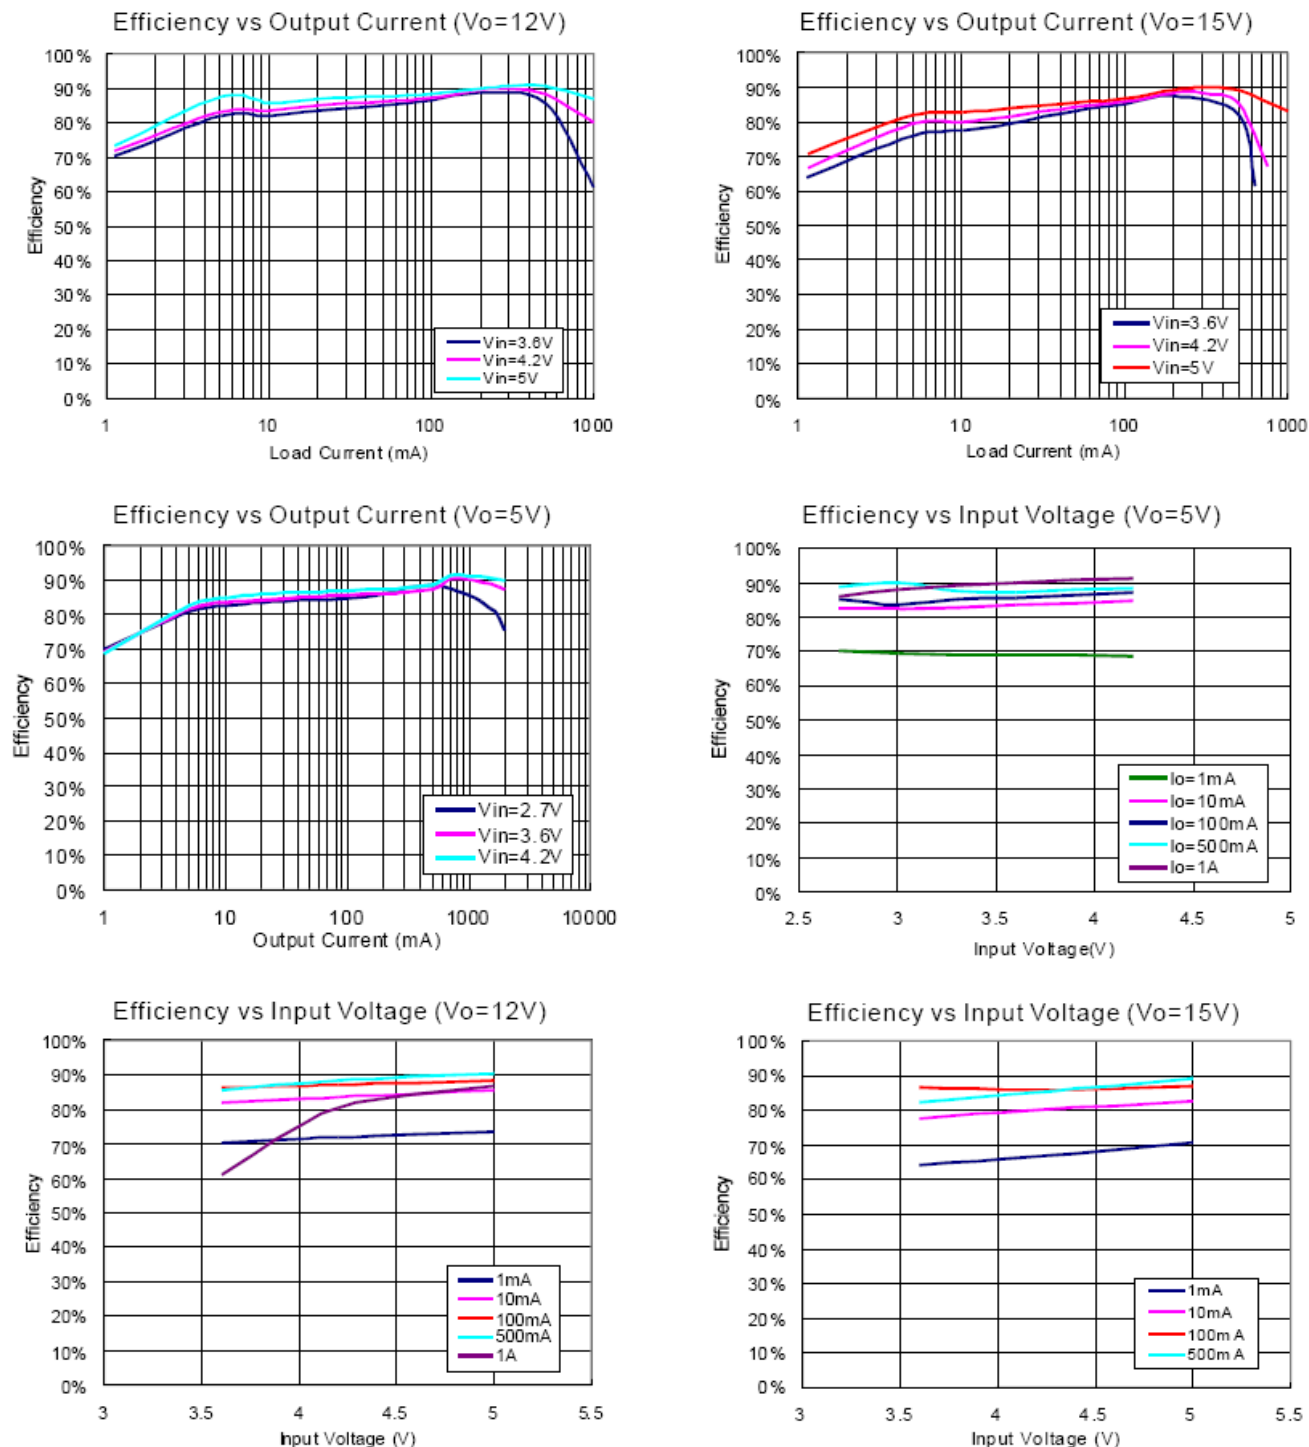 Efficiency vs Output Current (Vo=12V)
100%
90%
80%
70%
60%
50%
40%
30%
20%
10%
0%
Efficiency
Vin=3.6V
Vin=4.2V
Vin=5V
1
10
100
1000
Load Current (mA)
Efficiency vs Output Current (Vo=15V)
100%
90%
80%
70%
60%
50%
40%
30%
20%
10%
0%
Efficiency
Vin=3.6V
Vin=4.2V
Vin=5V
1
10
100
1000
Load Current (mA)
Efficiency vs Output Current (Vo=5V)
100%
90%
80%
70%
60%
50%
40%
30%
20%
10%
0%
Efficiency
Vin=2.7V
Vin=3.6V
Vin=4.2V
1
10
100
1000
10000
Output Current (mA)
Efficiency vs Input Voltage (Vo=5V)
100%
90%
80%
70%
60%
50%
40%
30%
20%
10%
0%
Efficiency
Io=1mA
Io=10mA
Io=100mA
Io=500mA
Io=1A
2.5
3
3.5
4
4.5
5
Input Voltage(V)
Efficiency vs Input Voltage (Vo=12V)
100%
90%
80%
70%
60%
50%
40%
30%
20%
10%
0%
Efficiency
1mA
10mA
100mA
500mA
1A
3
3.5
4
4.5
5
5.5
Input Voltage (V)
Efficiency vs Input Voltage (Vo=15V)
100%
90%
80%
70%
60%
50%
40%
30%
20%
10%
0%
Efficiency
1mA
10mA
100mA
500mA
3
3.5
4
4.5
5
5.5
Input Voltage (V)